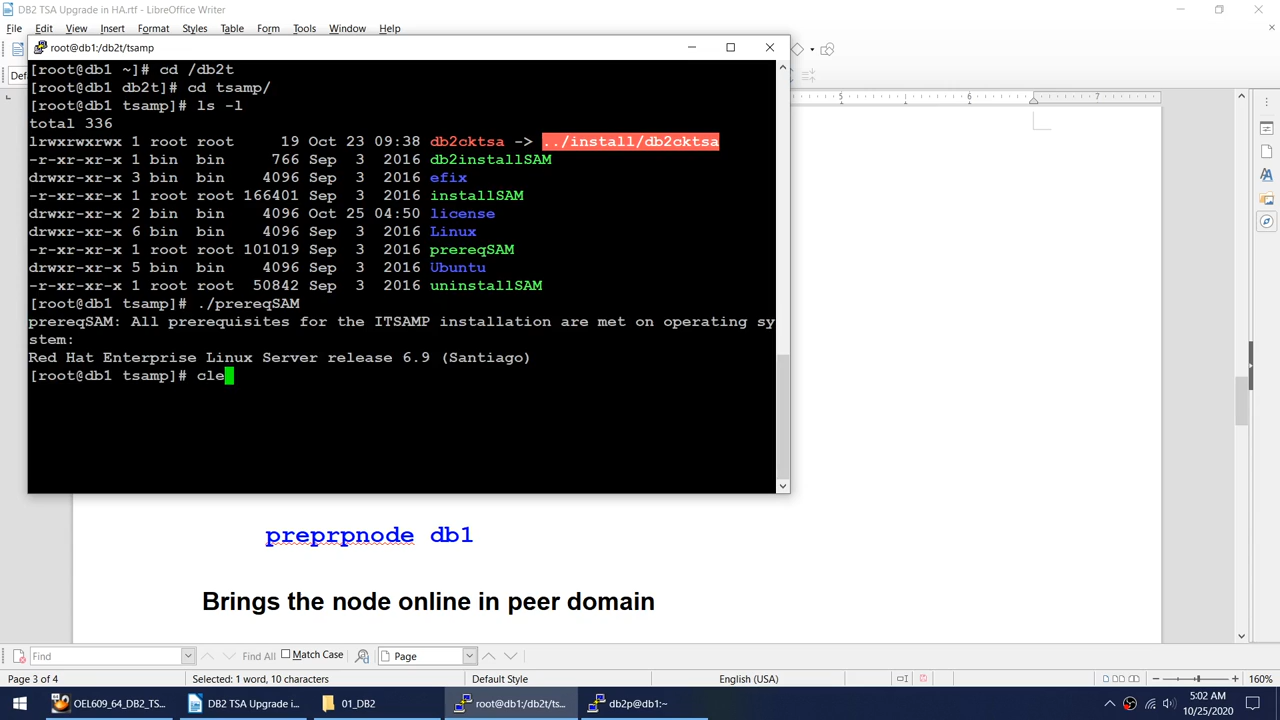 DB2 TSA Upgrade in HA.rtf - LibreOffice Writer
File Edit View Insert Format Styles Table Form Tools Window Help
root@db1:/db2t/tsamp
[root@db1 ~]# cd /db2t
[root@db1 db2t]# cd tsamp/
[root@db1 tsamp]# ls -l
total 336
lrwxrwxrwx 1 root root 19 Oct 23 09:38 db2cktsa -> ../install/db2cktsa
-r-xr-xr-x 1 bin bin 766 Sep 3 2016 db2installSAM
drwxr-xr-x 3 bin bin 4096 Sep 3 2016 efix
-r-xr-xr-x 1 root root 166401 Sep 3 2016 installSAM
drwxr-xr-x 2 bin bin 4096 Oct 25 04:50 license
drwxr-xr-x 6 bin bin 4096 Sep 3 2016 Linux
-r-xr-xr-x 1 root root 101019 Sep 3 2016 prereqSAM
drwxr-xr-x 5 bin bin 4096 Sep 3 2016 Ubuntu
-r-xr-xr-x 1 root root 50842 Sep 3 2016 uninstallSAM
[root@db1 tsamp]# ./prereqSAM
prereqSAM: All prerequisites for the ITSAMP installation are met on operating sy
stem:
Red Hat Enterprise Linux Server release 6.9 (Santiago)
[root@db1 tsamp]# cle
5 6 7
preprpnode db1
Brings the node online in peer domain
Find Find All Match Case Page
Page 3 of 4 Selected: 1 word, 10 characters Default Style English (USA) 160%
OEL609_64_DB2_TS... DB2 TSA Upgrade i... 01_DB2 root@db1:/db2t/ts... db2p@db1:~
5:02 AM
10/25/2020